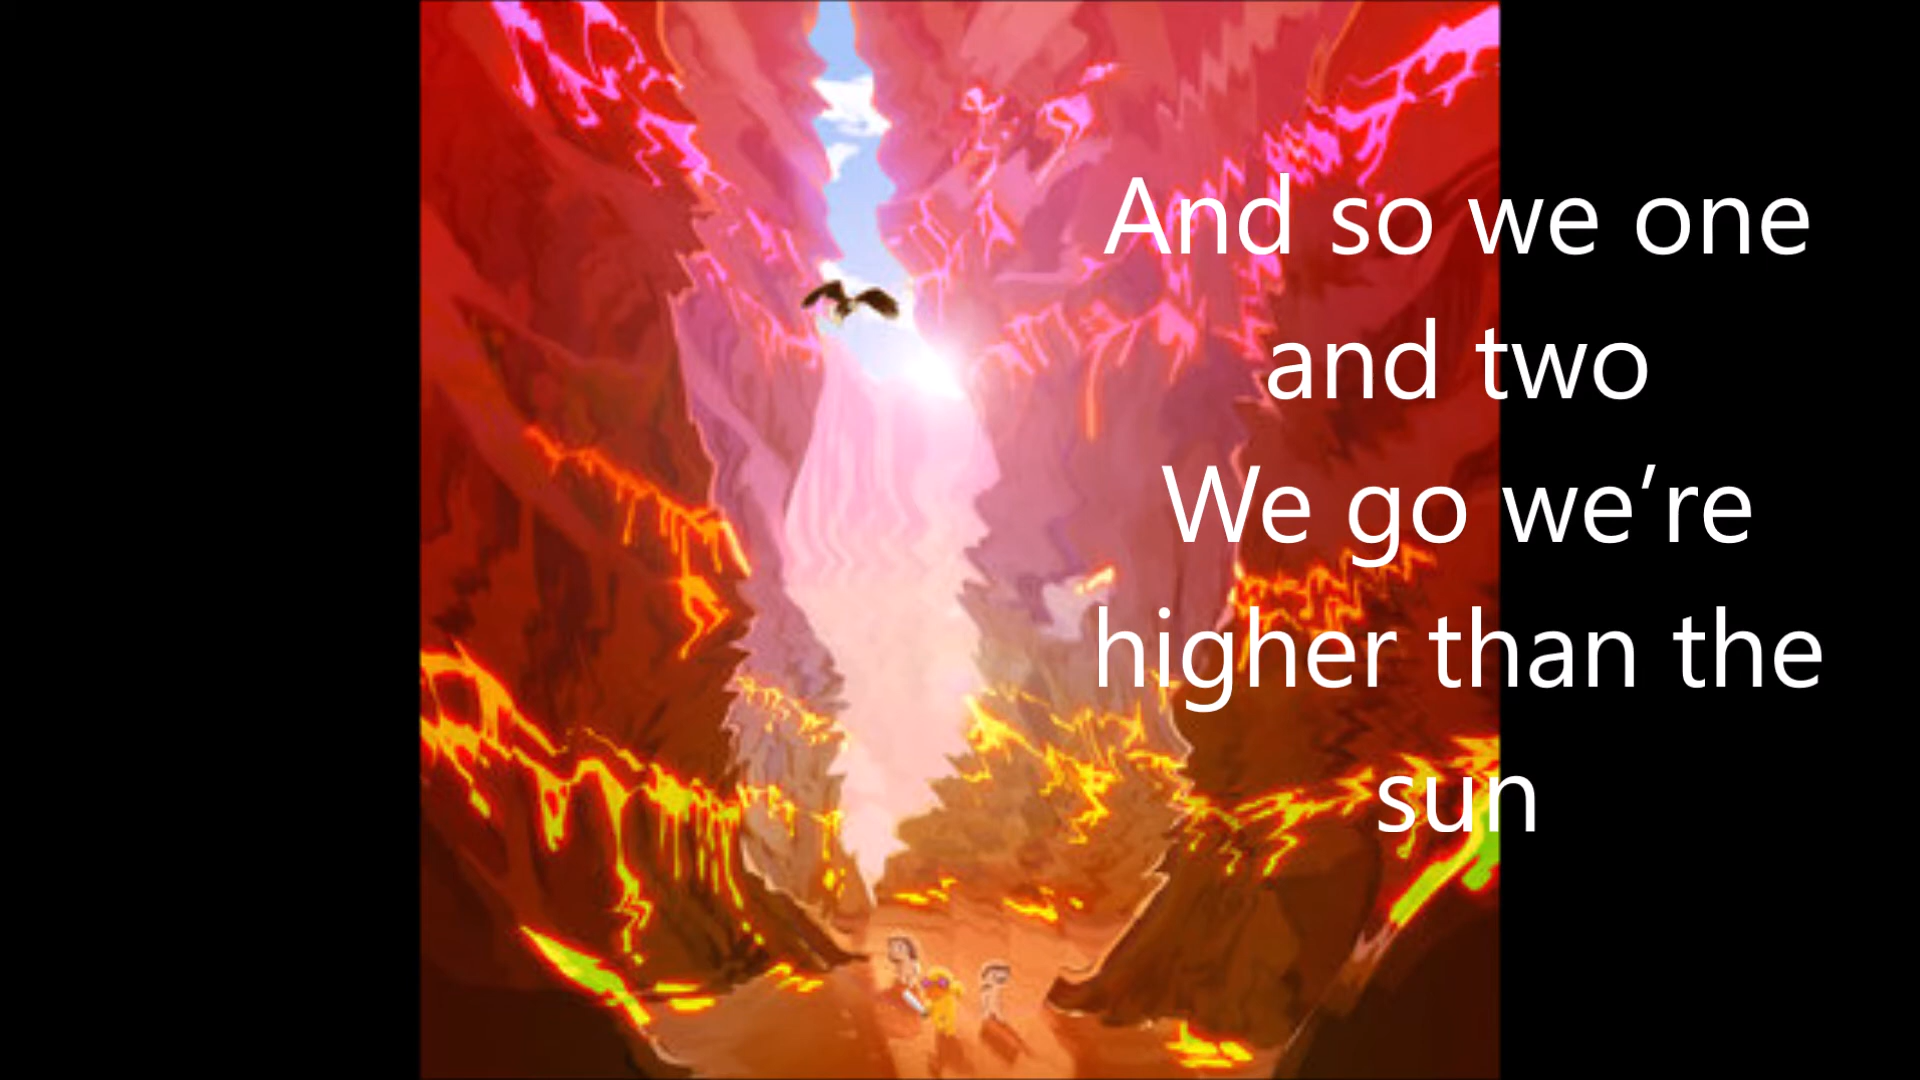 And so we one
and two
We go we’re
higher than the
sun